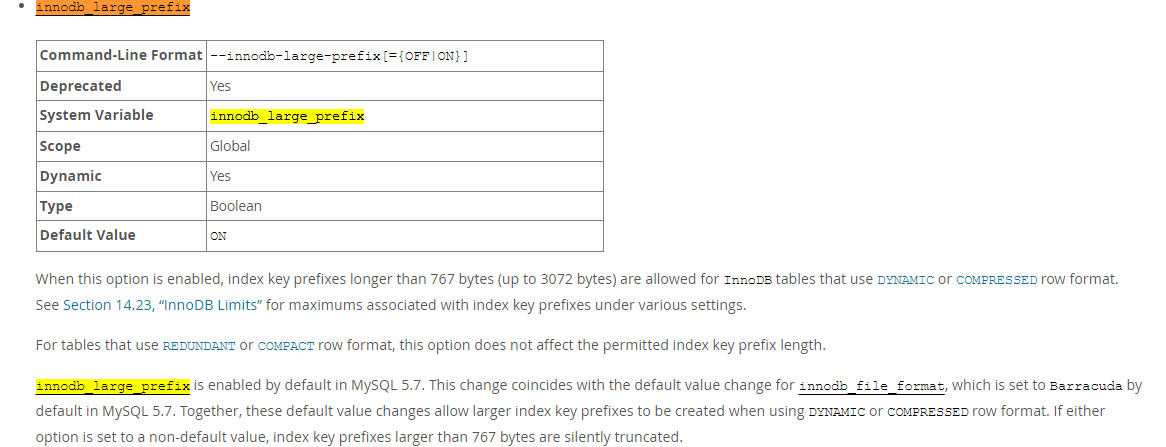 innodb_large_prefix
Command-Line Format --innodb-large-prefix[={OFF|ON}]
Deprecated Yes
System Variable innodb_large_prefix
Scope Global
Dynamic Yes
Type Boolean
Default Value ON
When this option is enabled, index key prefixes longer than 767 bytes (up to 3072 bytes) are allowed for InnoDB tables that use DYNAMIC or COMPRESSED row format.
See Section 14.23, “InnoDB Limits” for maximums associated with index key prefixes under various settings.
For tables that use REDUNDANT or COMPACT row format, this option does not affect the permitted index key prefix length.
innodb_large_prefix is enabled by default in MySQL 5.7. This change coincides with the default value change for innodb_file_format, which is set to Barracuda by
default in MySQL 5.7. Together, these default value changes allow larger index key prefixes to be created when using DYNAMIC or COMPRESSED row format. If either
option is set to a non-default value, index key prefixes larger than 767 bytes are silently truncated.